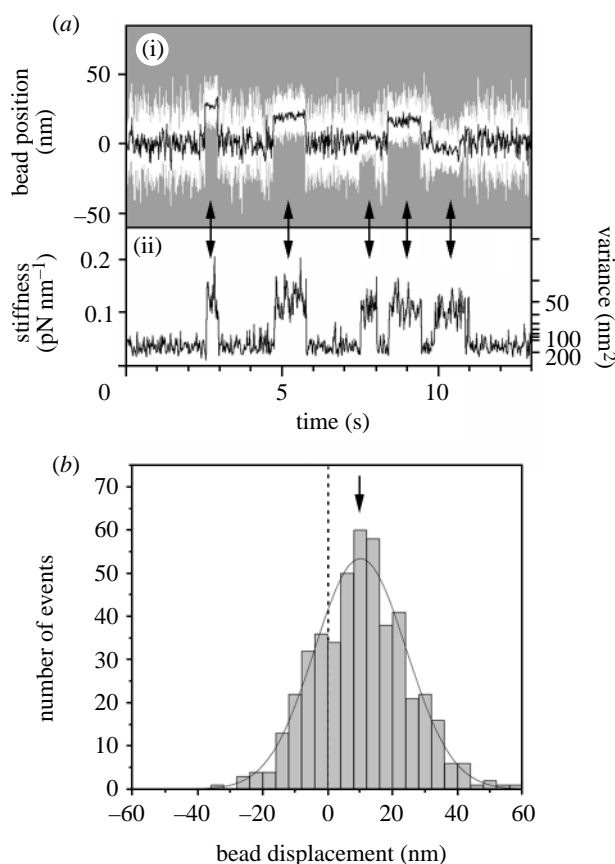 (a)
(i)
50
0
–50
bead position
(nm)
(ii)
0.2
0.1
stiffness
(pN nm⁻¹)
50
100
200
variance
(nm²)
0
5
10
time (s)
(b)
70
60
50
40
30
20
10
0
number of events
–60
–40
–20
0
20
40
60
bead displacement (nm)